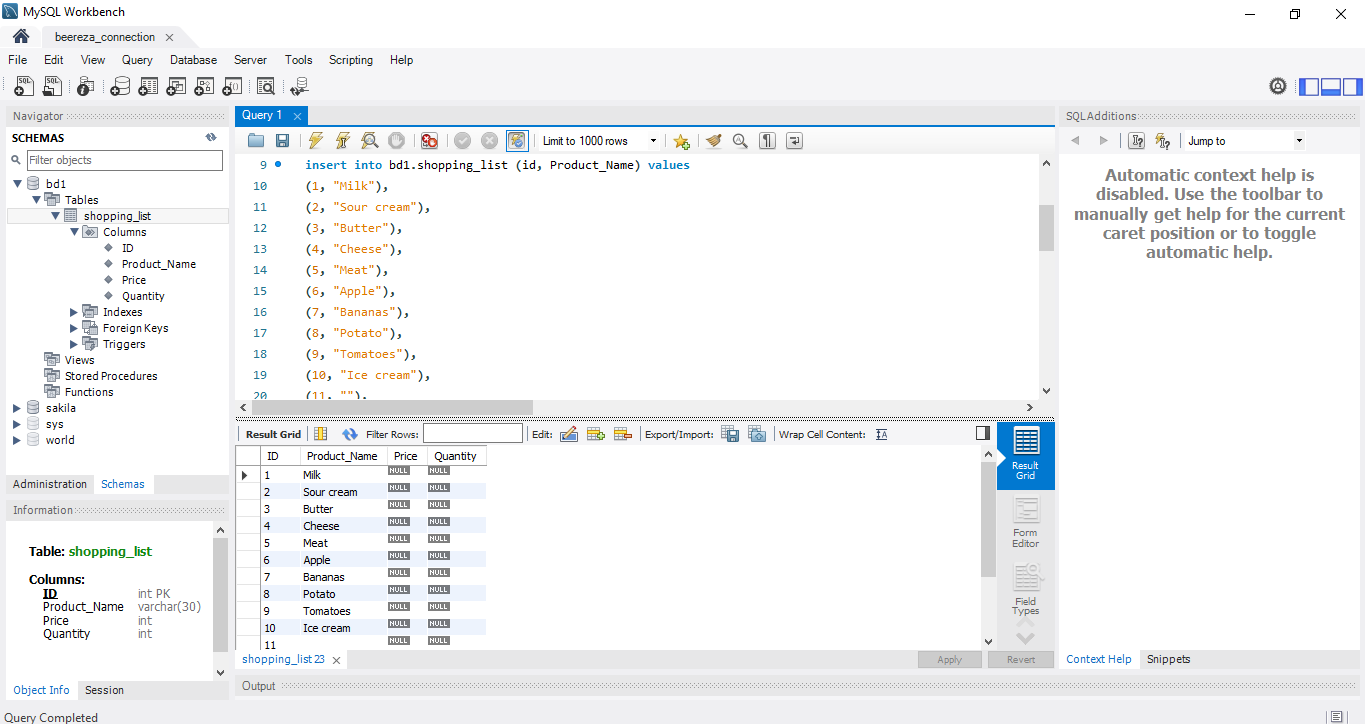 MySQL Workbench
beereza_connection
File Edit View Query Database Server Tools Scripting Help
Navigator
SCHEMAS
Filter objects
bd1
Tables
shopping_list
Columns
ID
Product_Name
Price
Quantity
Indexes
Foreign Keys
Triggers
Views
Stored Procedures
Functions
sakila
sys
world
Administration Schemas
Information
Table: shopping_list
Columns:
ID int PK
Product_Name varchar(30)
Price int
Quantity int
Object Info Session
Query Completed
Query 1
Limit to 1000 rows
9 insert into bd1.shopping_list (id, Product_Name) values
10 (1, "Milk"),
11 (2, "Sour cream"),
12 (3, "Butter"),
13 (4, "Cheese"),
14 (5, "Meat"),
15 (6, "Apple"),
16 (7, "Bananas"),
17 (8, "Potato"),
18 (9, "Tomatoes"),
19 (10, "Ice cream"),
20 (11, ""),
Result Grid Filter Rows: Edit: Export/Import: Wrap Cell Content:
ID Product_Name Price Quantity
1 Milk NULL NULL
2 Sour cream NULL NULL
3 Butter NULL NULL
4 Cheese NULL NULL
5 Meat NULL NULL
6 Apple NULL NULL
7 Bananas NULL NULL
8 Potato NULL NULL
9 Tomatoes NULL NULL
10 Ice cream NULL NULL
11 NULL NULL
Result
Grid
Form
Editor
Field
Types
shopping_list 23
Apply Revert
Output
SQLAdditions
Jump to
Automatic context help is
disabled. Use the toolbar to
manually get help for the current
caret position or to toggle
automatic help.
Context Help Snippets